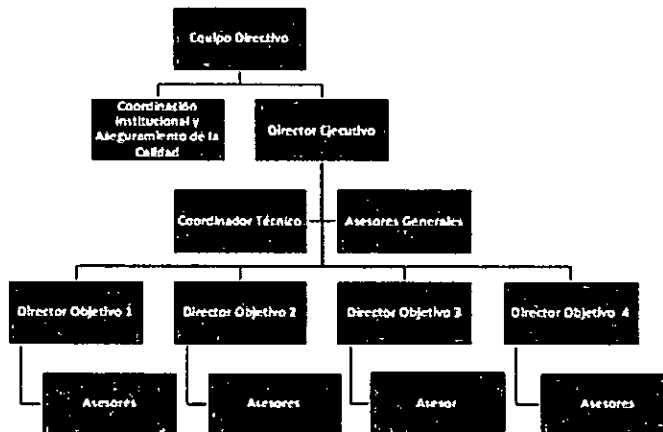 Equipo Directivo
Coordinación
Institucional y
Aseguramiento de la
Calidad
Director Ejecutivo
Coordinador Técnico
Asesores Generales
Director Objetivo 1
Director Objetivo 2
Director Objetivo 3
Director Objetivo 4
Asesores
Asesores
Asesor
Asesores